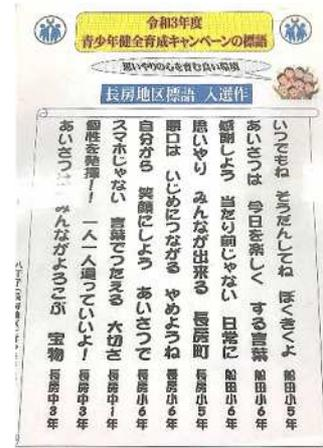 令和3年度
青少年健全育成キャンペーンの標語
思いやりの心を育む良い環境
長房地区標語 入選作
いつでもね そうだんしてね ぼくきくよ 船田小5年
あいさつは 今日を楽しく する言葉 船田小6年
感謝しよう 当たり前じゃない 日常に 船田小6年
思いやり みんなが出来る 長房町 長房小5年
悪口は いじめにつながる やめようね 長房小6年
自分から 笑顔にしよう あいさつで 長房小6年
スマホじゃない 言葉でつたえる 大切さ 長房中1年
個性を発揮!! 一人一人違っていいよ! 長房中3年
あいさつは みんながよろこぶ 宝物 長房中3年